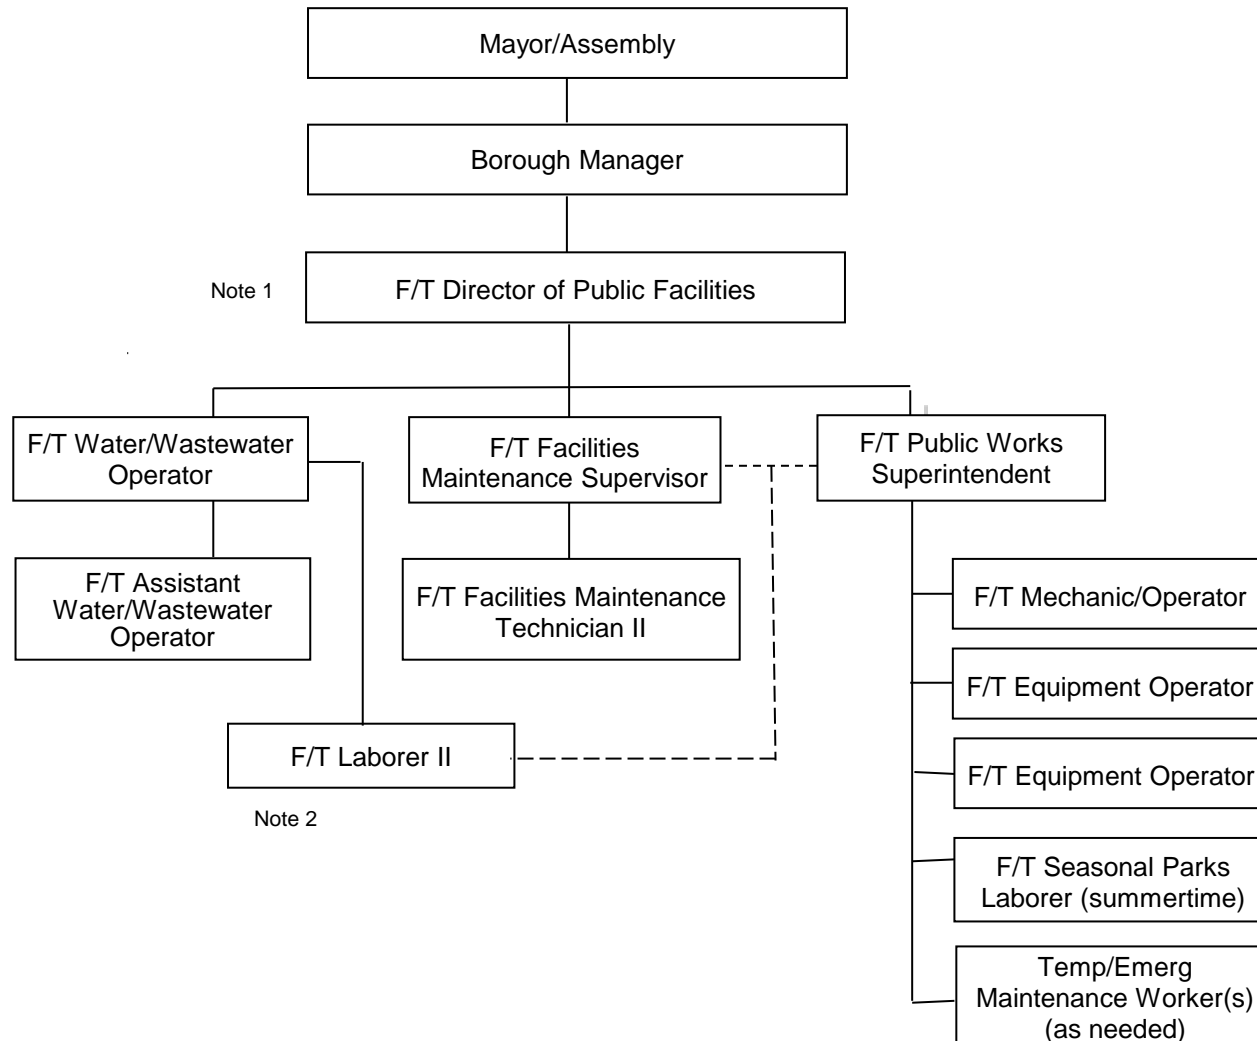 Mayor/Assembly
Borough Manager
Note 1
F/T Director of Public Facilities
F/T Water/Wastewater
Operator
F/T Facilities
Maintenance Supervisor
F/T Public Works
Superintendent
F/T Assistant
Water/Wastewater
Operator
F/T Facilities Maintenance
Technician II
F/T Mechanic/Operator
F/T Equipment Operator
F/T Laborer II
Note 2
F/T Equipment Operator
F/T Seasonal Parks
Laborer (summertime)
Temp/Emerg
Maintenance Worker(s)
(as needed)